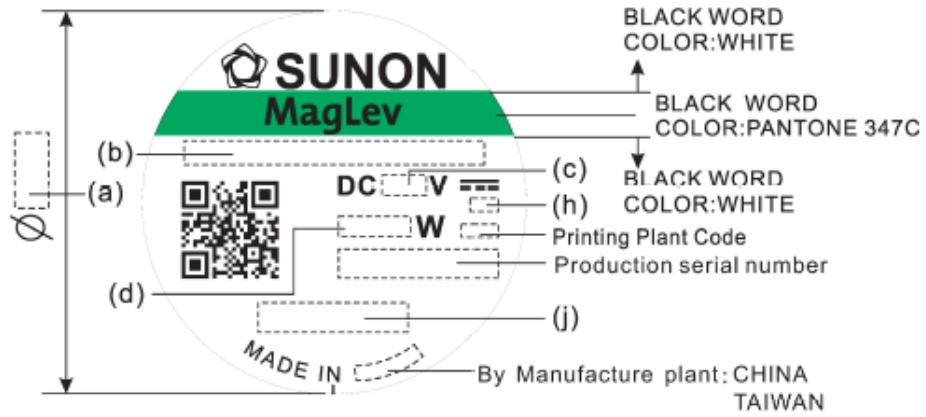 BLACK WORD
COLOR:WHITE
SUNON
MagLev
BLACK WORD
COLOR:PANTONE 347C
(b)
(a)
Ø
DC V
(c)
BLACK WORD
COLOR:WHITE
(h)
W
Printing Plant Code
Production serial number
(d)
(j)
MADE IN
By Manufacture plant: CHINA
TAIWAN